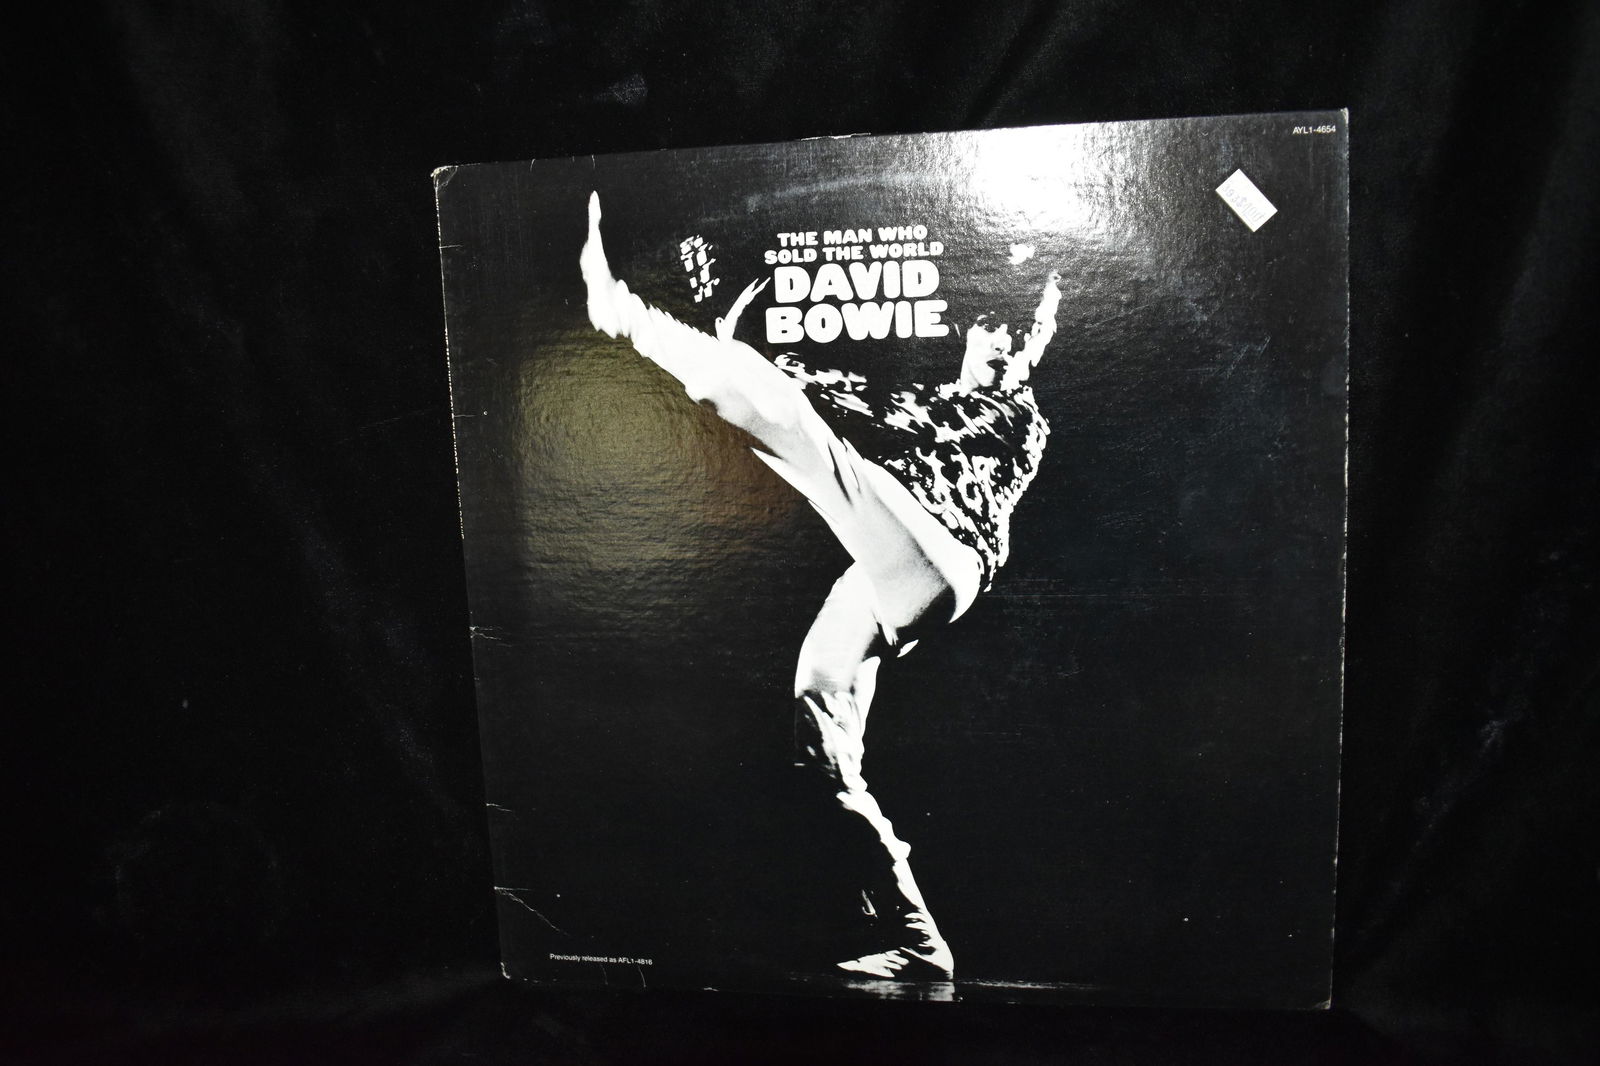 AYL1-4654
THE MAN WHO
SOLD THE WORLD
DAVID
BOWIE
Previously released as AFL1-4816